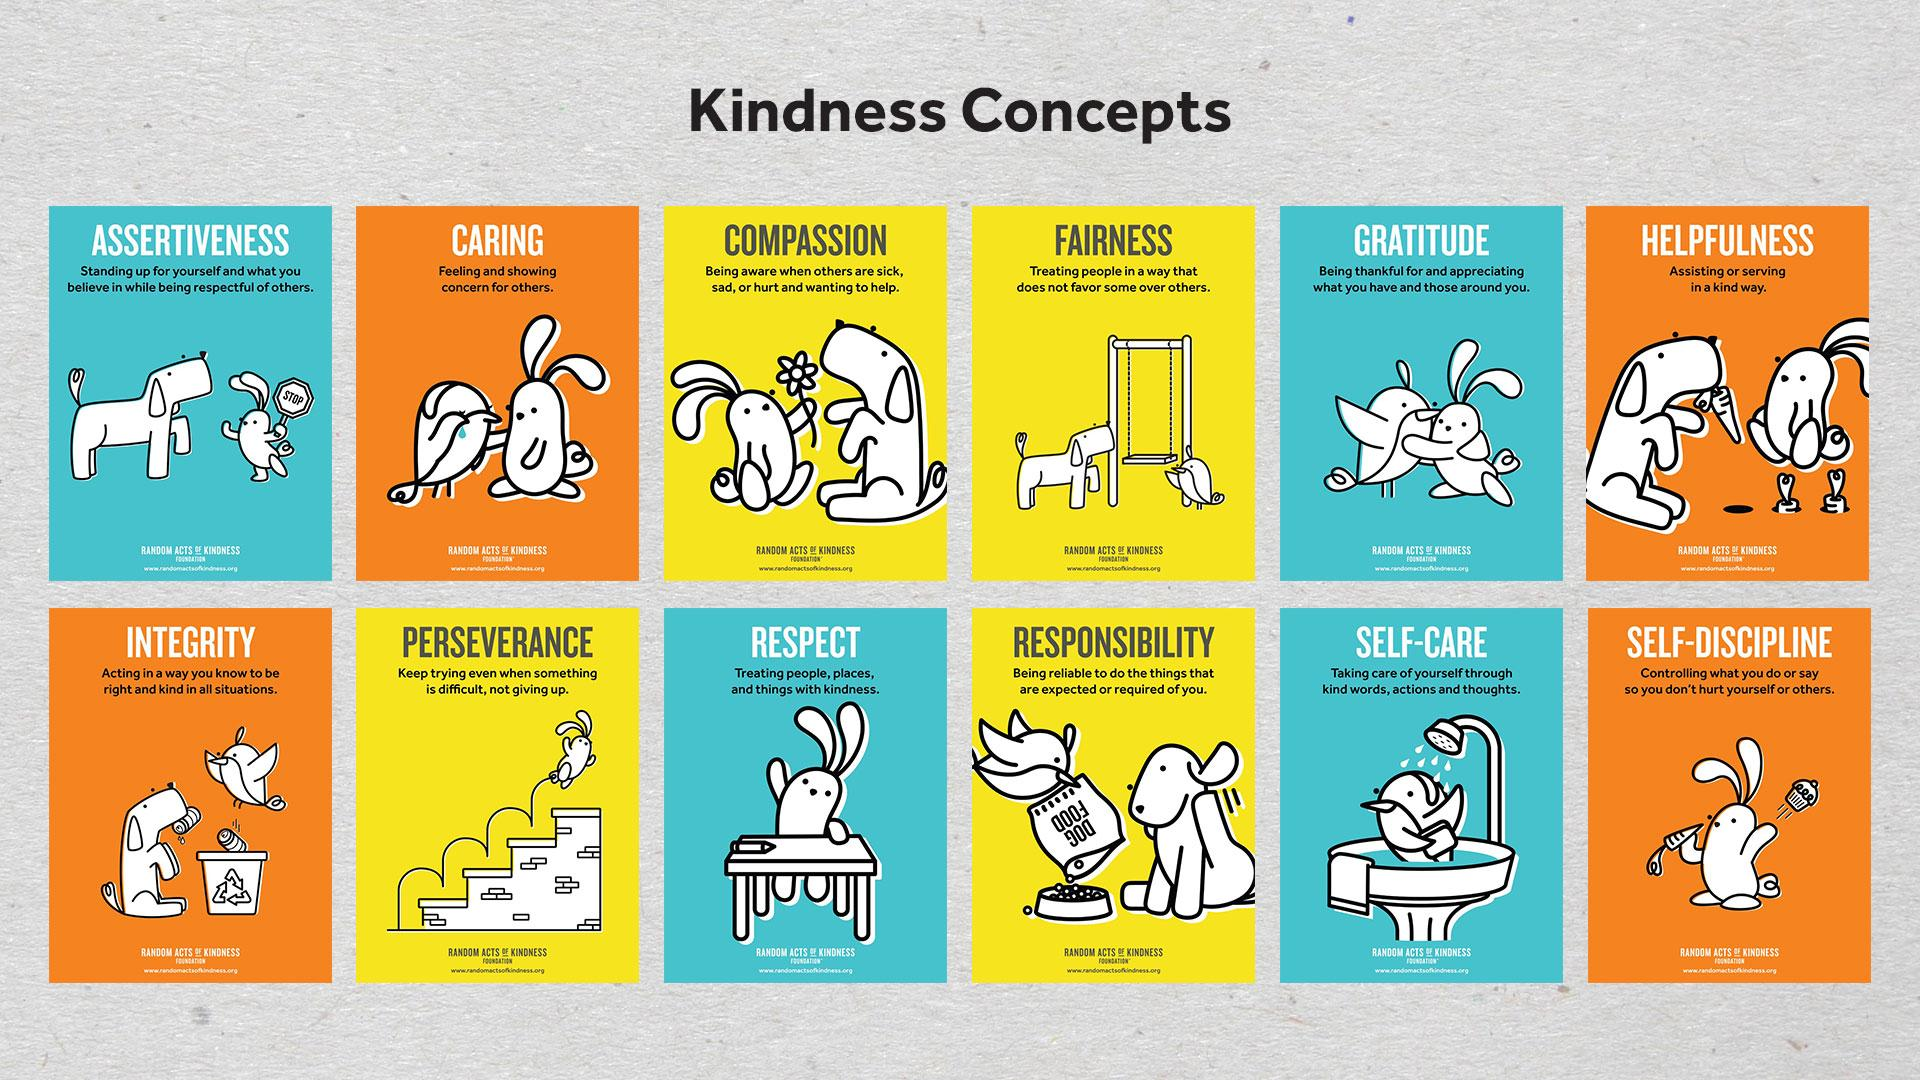 Kindness Concepts
ASSERTIVENESS
Standing up for yourself and what you
believe in while being respectful of others.
STOP
RANDOM ACTS OF KINDNESS
FOUNDATION
www.randomactsofkindness.org
CARING
Feeling and showing
concern for others.
RANDOM ACTS OF KINDNESS
FOUNDATION
www.randomactsofkindness.org
COMPASSION
Being aware when others are sick,
sad, or hurt and wanting to help.
RANDOM ACTS OF KINDNESS
FOUNDATION
www.randomactsofkindness.org
FAIRNESS
Treating people in a way that
does not favor some over others.
RANDOM ACTS OF KINDNESS
FOUNDATION
www.randomactsofkindness.org
GRATITUDE
Being thankful for and appreciating
what you have and those around you.
RANDOM ACTS OF KINDNESS
FOUNDATION
www.randomactsofkindness.org
HELPFULNESS
Assisting or serving
in a kind way.
RANDOM ACTS OF KINDNESS
FOUNDATION
www.randomactsofkindness.org
INTEGRITY
Acting in a way you know to be
right and kind in all situations.
RANDOM ACTS OF KINDNESS
FOUNDATION
www.randomactsofkindness.org
PERSEVERANCE
Keep trying even when something
is difficult, not giving up.
RANDOM ACTS OF KINDNESS
FOUNDATION
www.randomactsofkindness.org
RESPECT
Treating people, places,
and things with kindness.
RANDOM ACTS OF KINDNESS
FOUNDATION
www.randomactsofkindness.org
RESPONSIBILITY
Being reliable to do the things that
are expected or required of you.
DOG
FOOD
RANDOM ACTS OF KINDNESS
FOUNDATION
www.randomactsofkindness.org
SELF-CARE
Taking care of yourself through
kind words, actions and thoughts.
RANDOM ACTS OF KINDNESS
FOUNDATION
www.randomactsofkindness.org
SELF-DISCIPLINE
Controlling what you do or say
so you don't hurt yourself or others.
RANDOM ACTS OF KINDNESS
FOUNDATION
www.randomactsofkindness.org